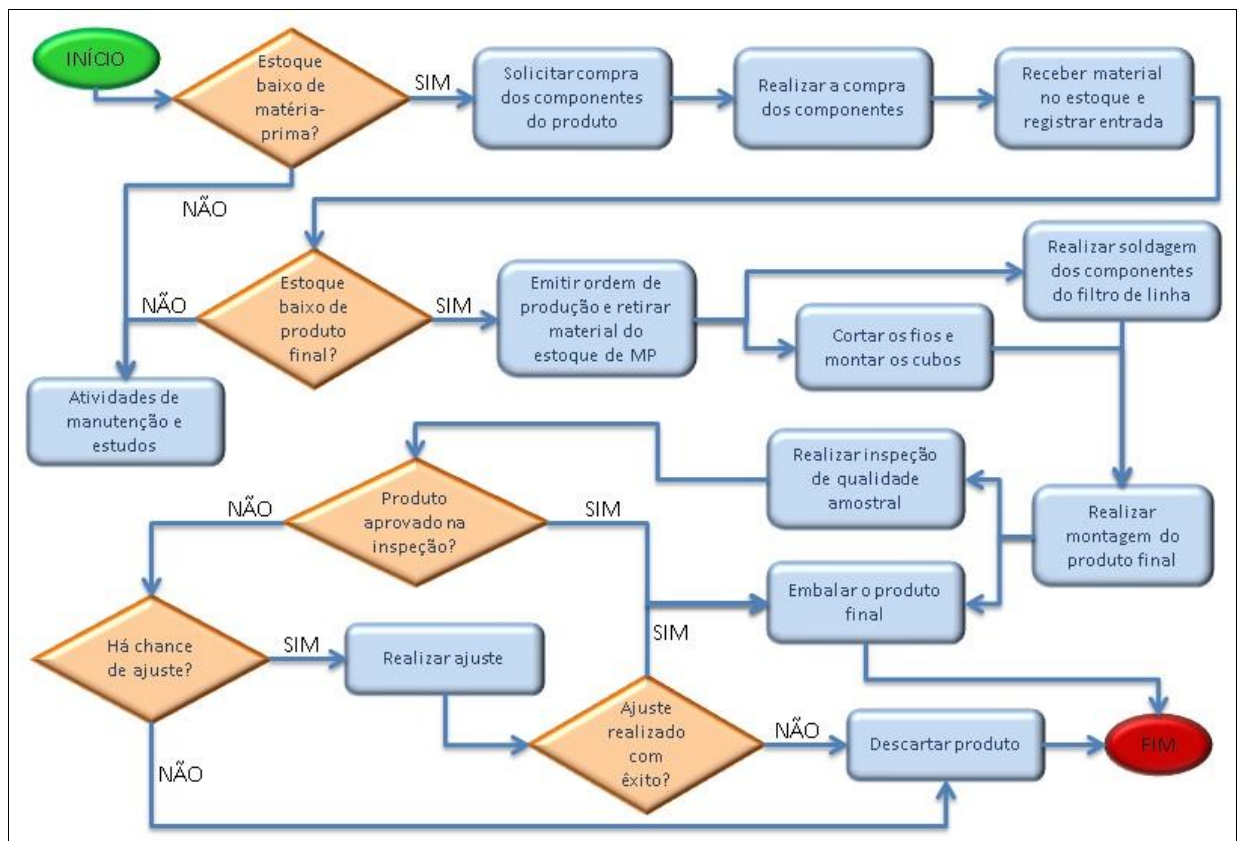 INÍCIO
Estoque
baixo de
matéria-
prima?
SIM
Solicitar compra
dos componentes
do produto
Realizar a compra
dos componentes
Receber material
no estoque e
registrar entrada
NÃO
Estoque
baixo de
produto
final?
NÃO
SIM
Emitir ordem de
produção e retirar
material do
estoque de MP
Realizar soldagem
dos componentes
do filtro de linha
Cortar os fios e
montar os cubos
Atividades de
manutenção e
estudos
Realizar inspeção
de qualidade
amostral
Realizar
montagem do
produto final
Produto
aprovado na
inspeção?
NÃO
SIM
Embalar o produto
final
Há chance
de ajuste?
SIM
Realizar ajuste
SIM
Ajuste
realizado
com
êxito?
NÃO
Descartar produto
FIM
NÃO